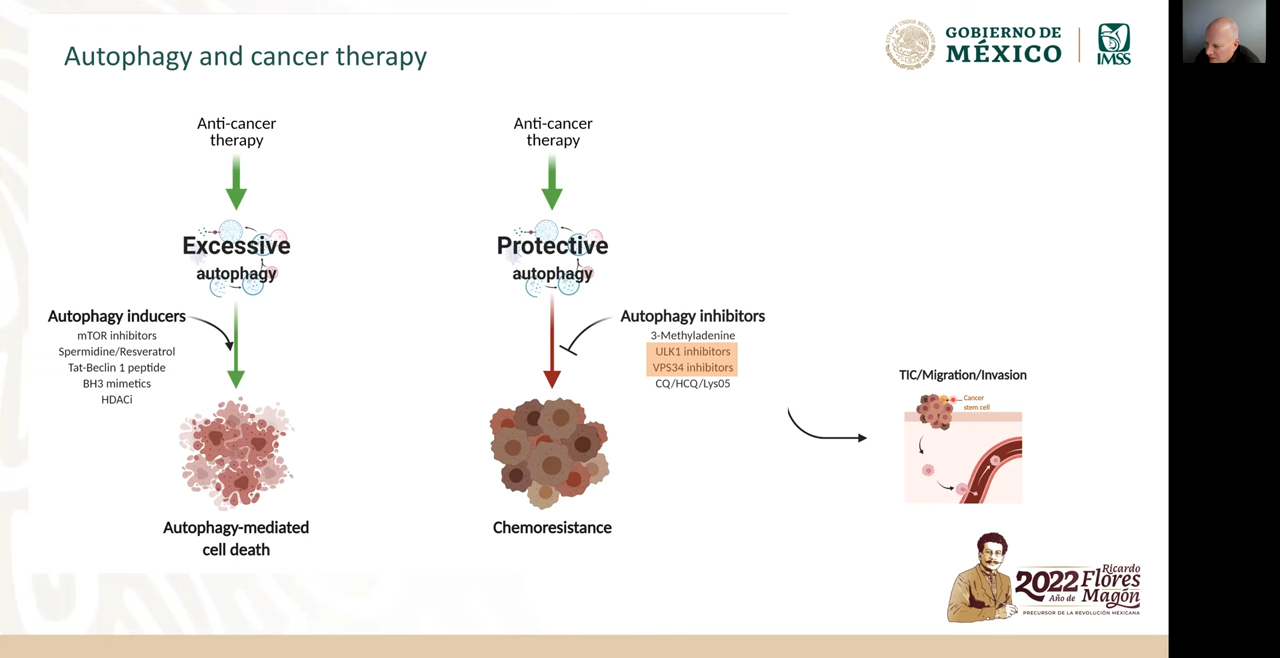 Autophagy and cancer therapy
GOBIERNO DE
MÉXICO
IMSS
Anti-cancer
therapy
Excessive
autophagy
Autophagy inducers
mTOR inhibitors
Spermidine/Resveratrol
Tat-Beclin 1 peptide
BH3 mimetics
HDACi
Autophagy-mediated
cell death
Anti-cancer
therapy
Protective
autophagy
Autophagy inhibitors
3-Methyladenine
ULK1 inhibitors
VPS34 inhibitors
CQ/HCQ/Lys05
Chemoresistance
TIC/Migration/Invasion
Cancer
stem cell
2022 Ricardo
Año de Flores
Magón
PRECURSOR DE LA REVOLUCIÓN MEXICANA